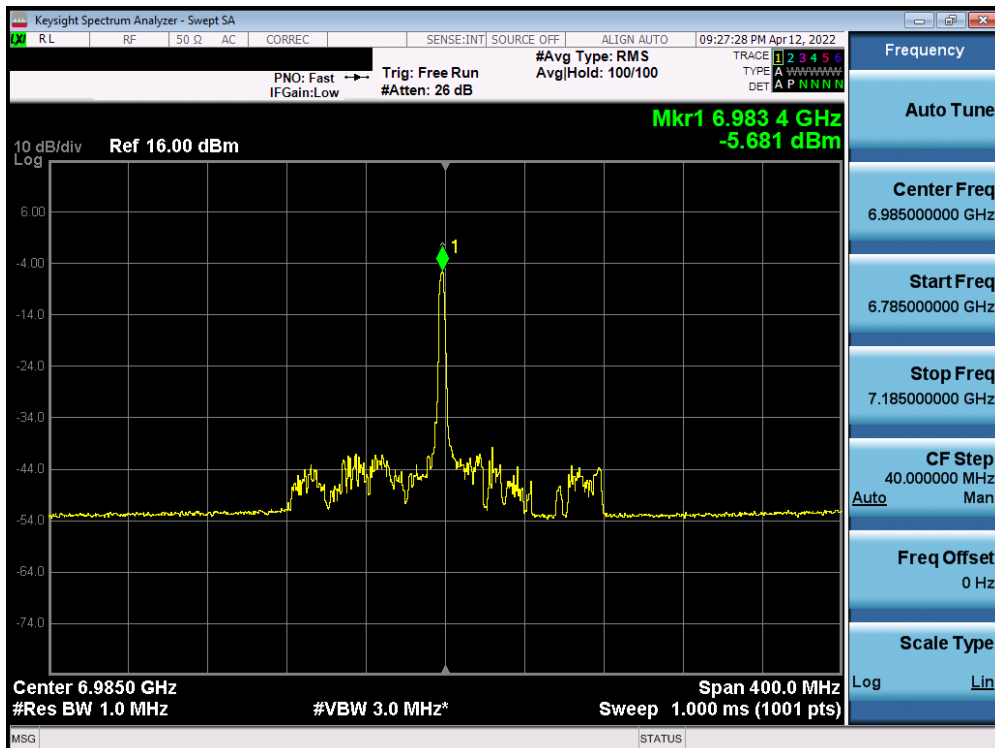 Keysight Spectrum Analyzer - Swept SA
LXI RL RF 50 Ω AC CORREC SENSE:INT SOURCE OFF ALIGN AUTO 09:27:28 PM Apr 12, 2022
PNO: Fast Trig: Free Run #Avg Type: RMS TRACE 1 2 3 4 5 6
IFGain:Low #Atten: 26 dB Avg|Hold: 100/100 TYPE A WWWWW
DET A P N N N N
Mkr1 6.983 4 GHz
-5.681 dBm
10 dB/div Ref 16.00 dBm
Log
1
6.00
-4.00
-14.0
-24.0
-34.0
-44.0
-54.0
-64.0
-74.0
Center 6.9850 GHz Span 400.0 MHz
#Res BW 1.0 MHz #VBW 3.0 MHz* Sweep 1.000 ms (1001 pts)
MSG STATUS
Frequency
Auto Tune
Center Freq
6.985000000 GHz
Start Freq
6.785000000 GHz
Stop Freq
7.185000000 GHz
CF Step
40.000000 MHz
Auto Man
Freq Offset
0 Hz
Scale Type
Log Lin